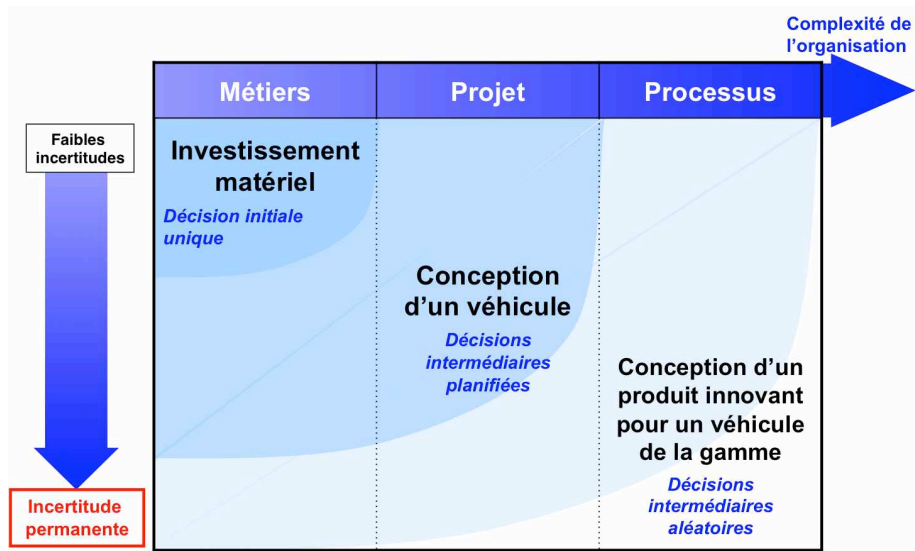 Complexité de
l'organisation
Métiers
Projet
Processus
Faibles
incertitudes
Investissement
matériel
Décision initiale
unique
Conception
d'un véhicule
Décisions
intermédiaires
planifiées
Conception d'un
produit innovant
pour un véhicule
de la gamme
Décisions
intermédiaires
aléatoires
Incertitude
permanente